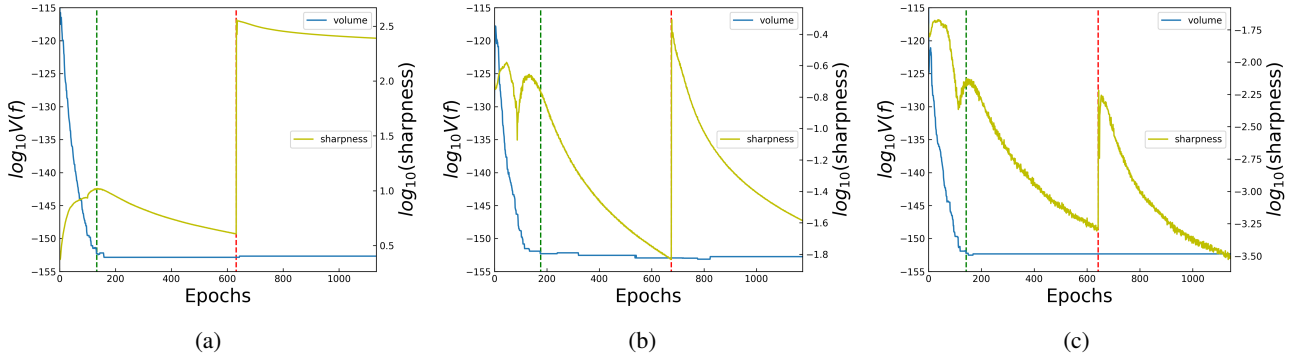 −115
−120
−125
−130
−135
−140
−145
−150
−155
log₁₀V(f)
0 200 400 600 800 1000
Epochs
2.5
2.0
1.5
1.0
0.5
log₁₀(sharpness)
volume
sharpness
(a)
−115
−120
−125
−130
−135
−140
−145
−150
−155
log₁₀V(f)
0 200 400 600 800 1000
Epochs
−0.4
−0.6
−0.8
−1.0
−1.2
−1.4
−1.6
−1.8
log₁₀(sharpness)
volume
sharpness
(b)
−115
−120
−125
−130
−135
−140
−145
−150
−155
log₁₀V(f)
0 200 400 600 800 1000
Epochs
−1.75
−2.00
−2.25
−2.50
−2.75
−3.00
−3.25
−3.50
log₁₀(sharpness)
volume
sharpness
(c)